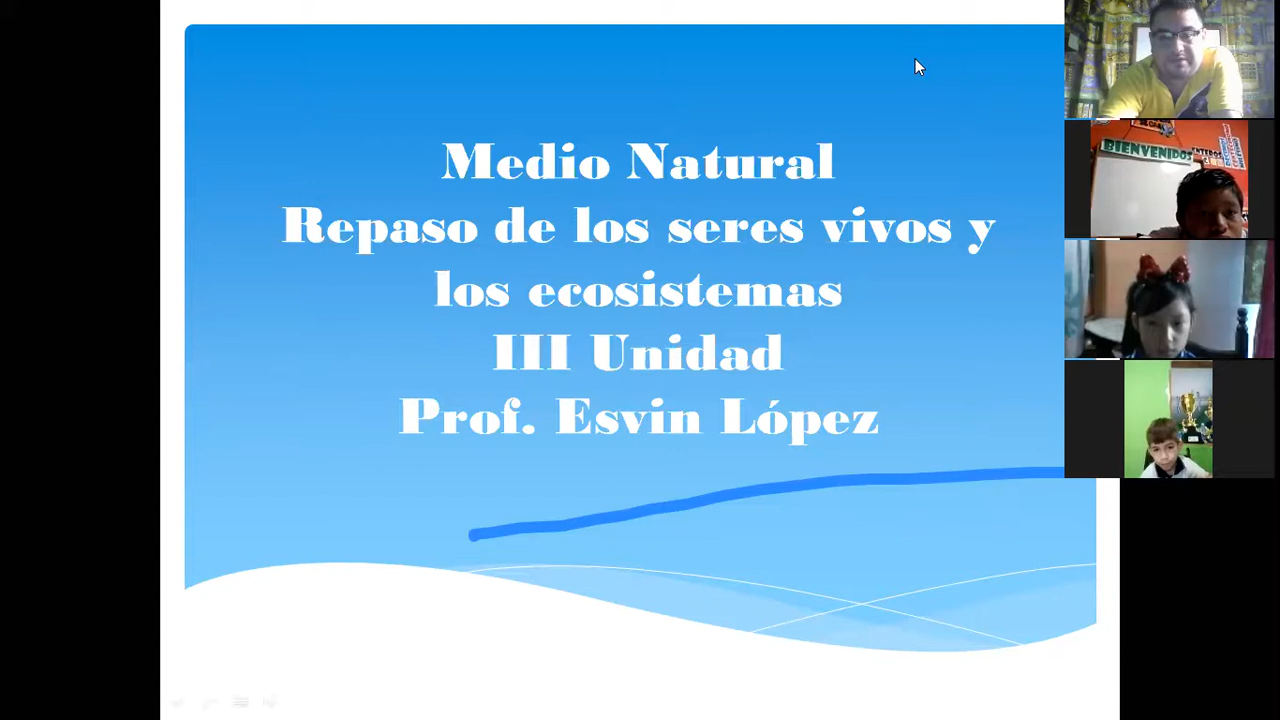 Medio Natural
Repaso de los seres vivos y
los ecosistemas
III Unidad
Prof. Esvin López
BIENVENIDOS